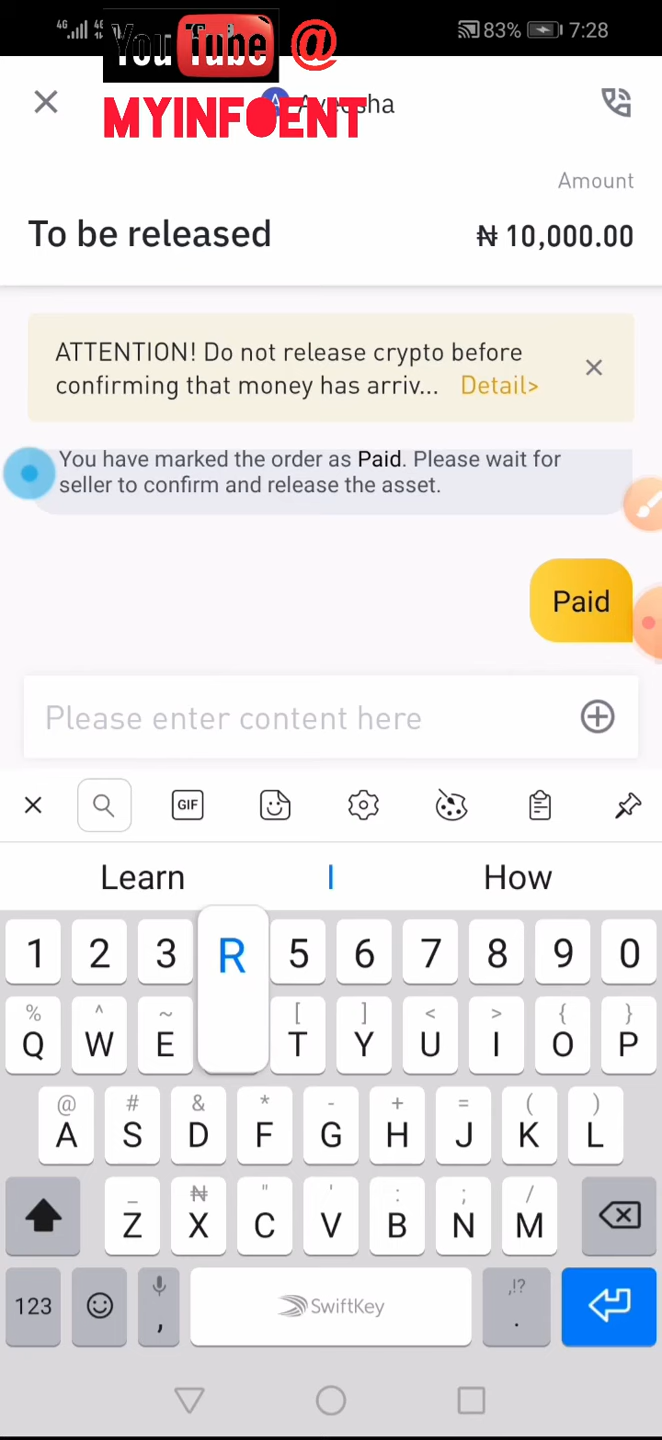 4G 83% 7:28
You Tube @
MYINFOENT
Amount
To be released ₦ 10,000.00
ATTENTION! Do not release crypto before
confirming that money has arriv... Detail>
You have marked the order as Paid. Please wait for
seller to confirm and release the asset.
Paid
Please enter content here
GIF
Learn I How
1 2 3 R 5 6 7 8 9 0
% ^ ~ [ ] < > { }
Q W E T Y U I O P
@ # & * - + = ( )
A S D F G H J K L
_ ₦ " ' : ; /
Z X C V B N M
123 , SwiftKey ,!? .